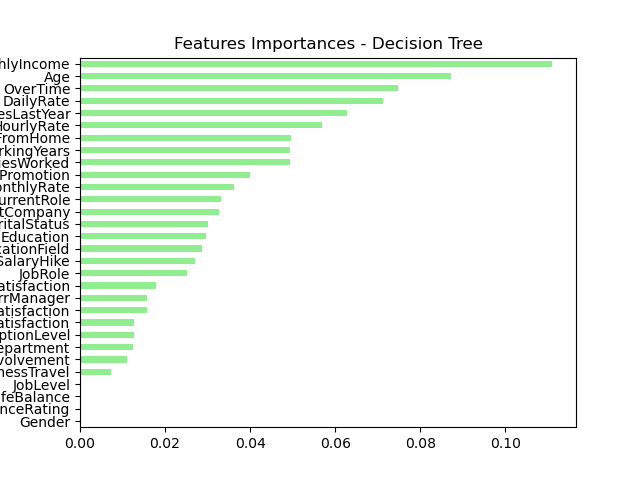 Features Importances - Decision Tree
hlyIncome
Age
OverTime
DailyRate
esLastYear
HourlyRate
FromHome
rkingYears
iesWorked
Promotion
onthlyRate
urrentRole
tCompany
ritalStatus
Education
cationField
SalaryHike
JobRole
atisfaction
rrManager
atisfaction
atisfaction
ptionLevel
epartment
volvement
nessTravel
JobLevel
feBalance
nceRating
Gender
0.00 0.02 0.04 0.06 0.08 0.10